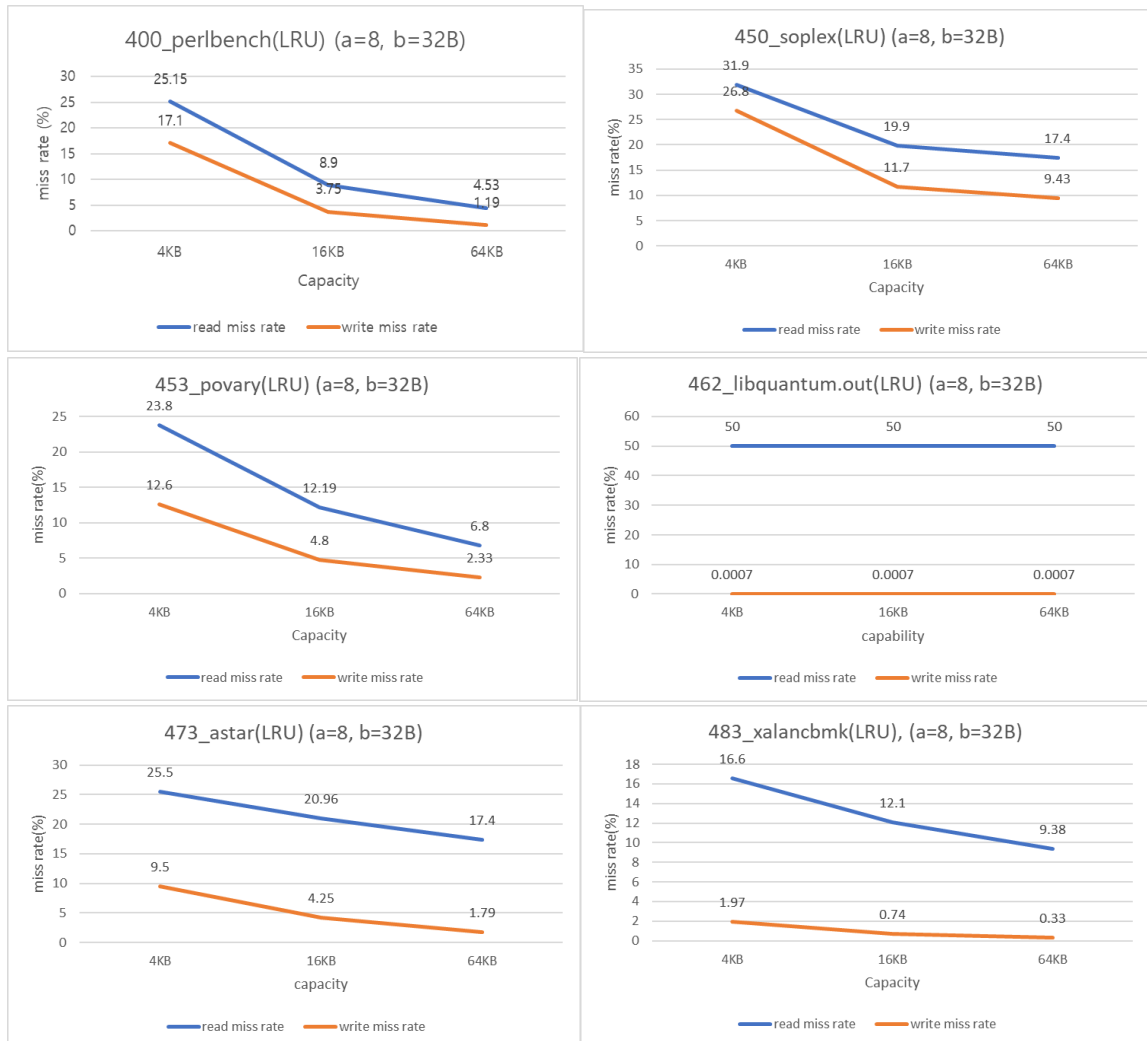 400_perlbench(LRU) (a=8, b=32B)
miss rate (%)
30
25
20
15
10
5
0
25.15
8.9
4.53
17.1
3.75
1.19
4KB
16KB
64KB
Capacity
read miss rate
write miss rate
450_soplex(LRU) (a=8, b=32B)
miss rate(%)
35
30
25
20
15
10
5
0
31.9
19.9
17.4
26.8
11.7
9.43
4KB
16KB
64KB
Capacity
read miss rate
write miss rate
453_povary(LRU) (a=8, b=32B)
miss rate(%)
25
20
15
10
5
0
23.8
12.19
6.8
12.6
4.8
2.33
4KB
16KB
64KB
Capacity
read miss rate
write miss rate
462_libquantum.out(LRU) (a=8, b=32B)
miss rate(%)
60
50
40
30
20
10
0
50
50
50
0.0007
0.0007
0.0007
4KB
16KB
64KB
capability
read miss rate
write miss rate
473_astar(LRU) (a=8, b=32B)
miss rate(%)
30
25
20
15
10
5
0
25.5
20.96
17.4
9.5
4.25
1.79
4KB
16KB
64KB
capacity
read miss rate
write miss rate
483_xalancbmk(LRU), (a=8, b=32B)
miss rate(%)
18
16
14
12
10
8
6
4
2
0
16.6
12.1
9.38
1.97
0.74
0.33
4KB
16KB
64KB
Capacity
read miss rate
write miss rate